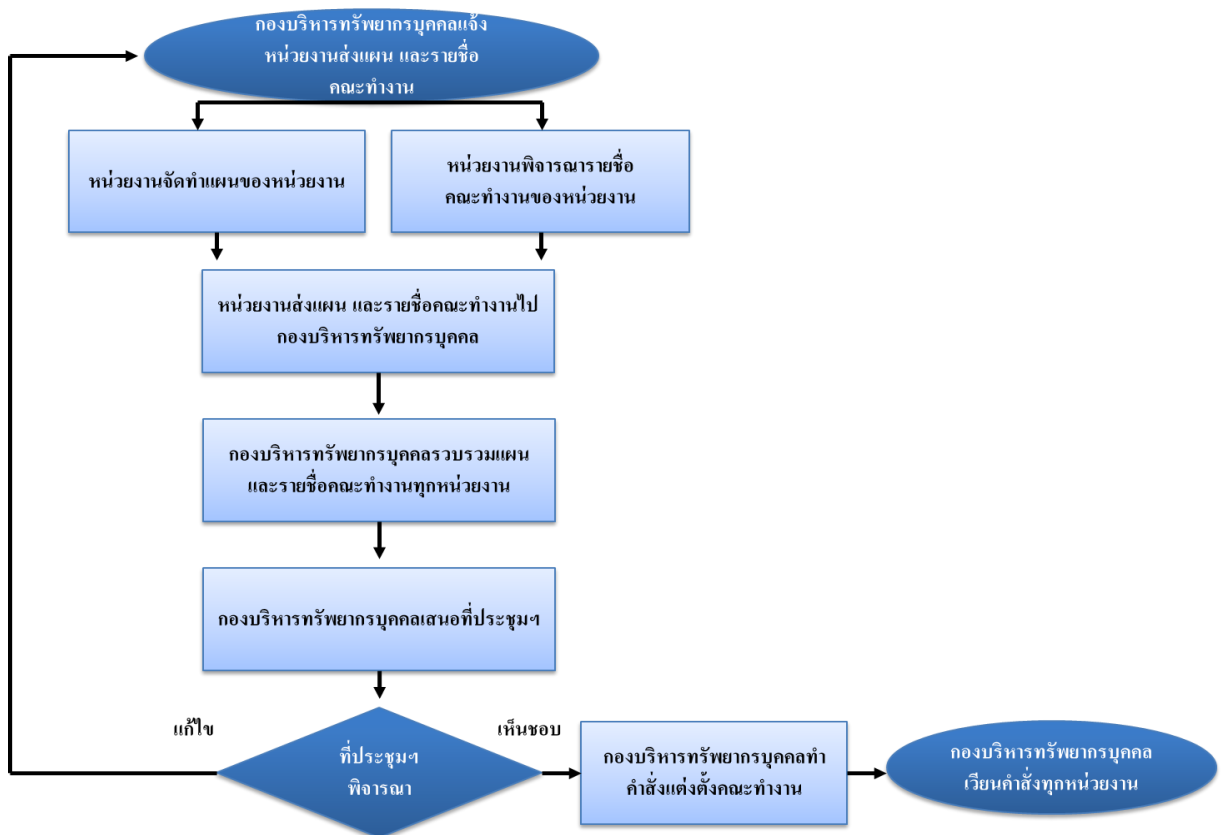 กองบริหารทรัพยากรบุคคลแจ้ง
หน่วยงานส่งแผน และรายชื่อ
คณะทำงาน
หน่วยงานจัดทำแผนของหน่วยงาน
หน่วยงานพิจารณารายชื่อ
คณะทำงานของหน่วยงาน
หน่วยงานส่งแผน และรายชื่อคณะทำงานไป
กองบริหารทรัพยากรบุคคล
กองบริหารทรัพยากรบุคคลรวบรวมแผน
และรายชื่อคณะทำงานทุกหน่วยงาน
กองบริหารทรัพยากรบุคคลเสนอที่ประชุมฯ
แก้ไข
ที่ประชุมฯ
พิจารณา
เห็นชอบ
กองบริหารทรัพยากรบุคคลทำ
คำสั่งแต่งตั้งคณะทำงาน
กองบริหารทรัพยากรบุคคล
เวียนคำสั่งทุกหน่วยงาน